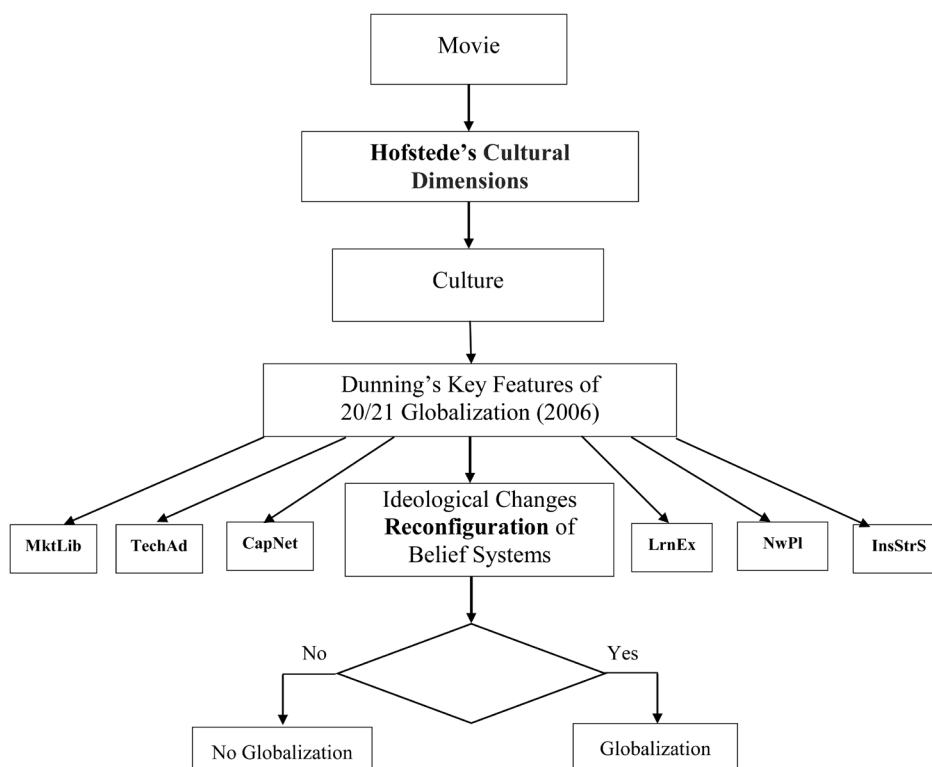 Movie
Hofstede's Cultural
Dimensions
Culture
Dunning's Key Features of
20/21 Globalization (2006)
MktLib
TechAd
CapNet
Ideological Changes
Reconfiguration of
Belief Systems
LrnEx
NwPl
InsStrS
No
Yes
No Globalization
Globalization